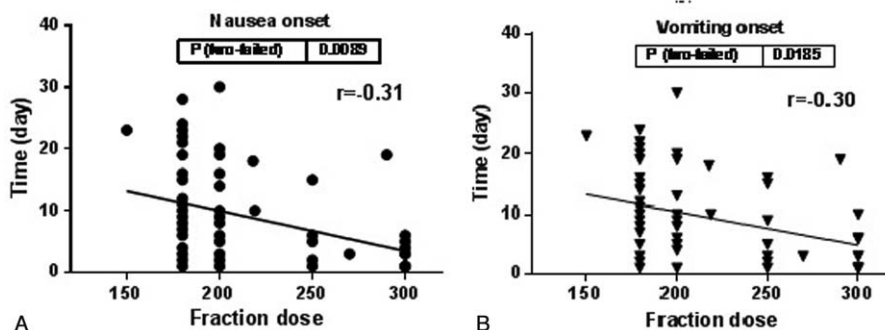 Nausea onset
P (two-tailed) 0.0089
r=-0.31
Time (day)
40
30
20
10
0
150 200 250 300
Fraction dose
A
Vomiting onset
P (two-tailed) 0.0185
r=-0.30
Time (day)
40
30
20
10
0
150 200 250 300
Fraction dose
B